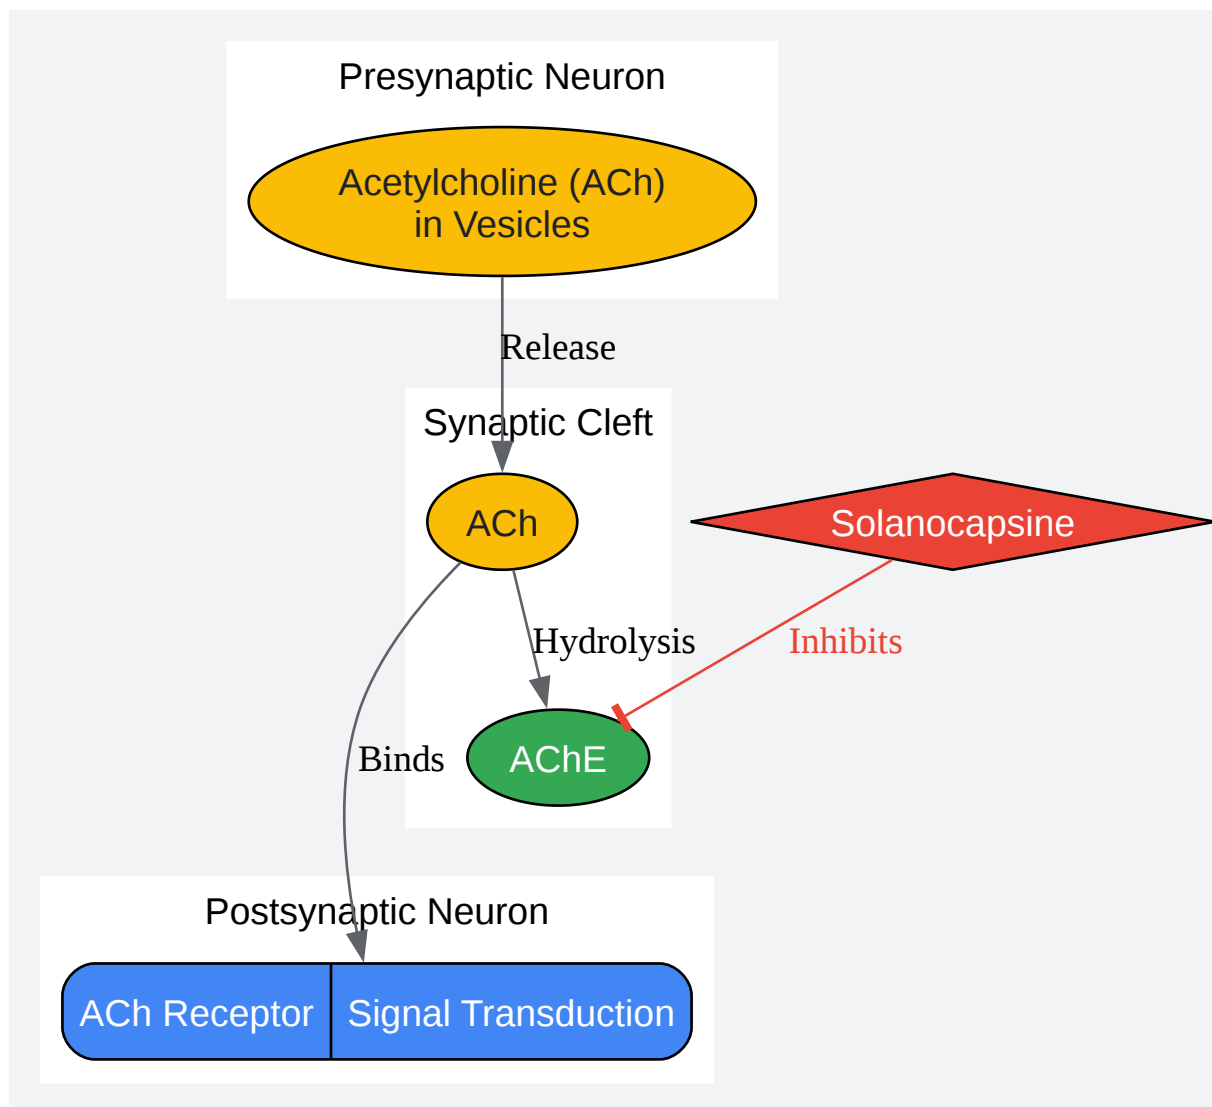 Presynaptic Neuron
Acetylcholine (ACh)
in Vesicles
Release
Synaptic Cleft
ACh
Solanocapsine
Hydrolysis
Inhibits
Binds
AChE
Postsynaptic Neuron
ACh Receptor
Signal Transduction